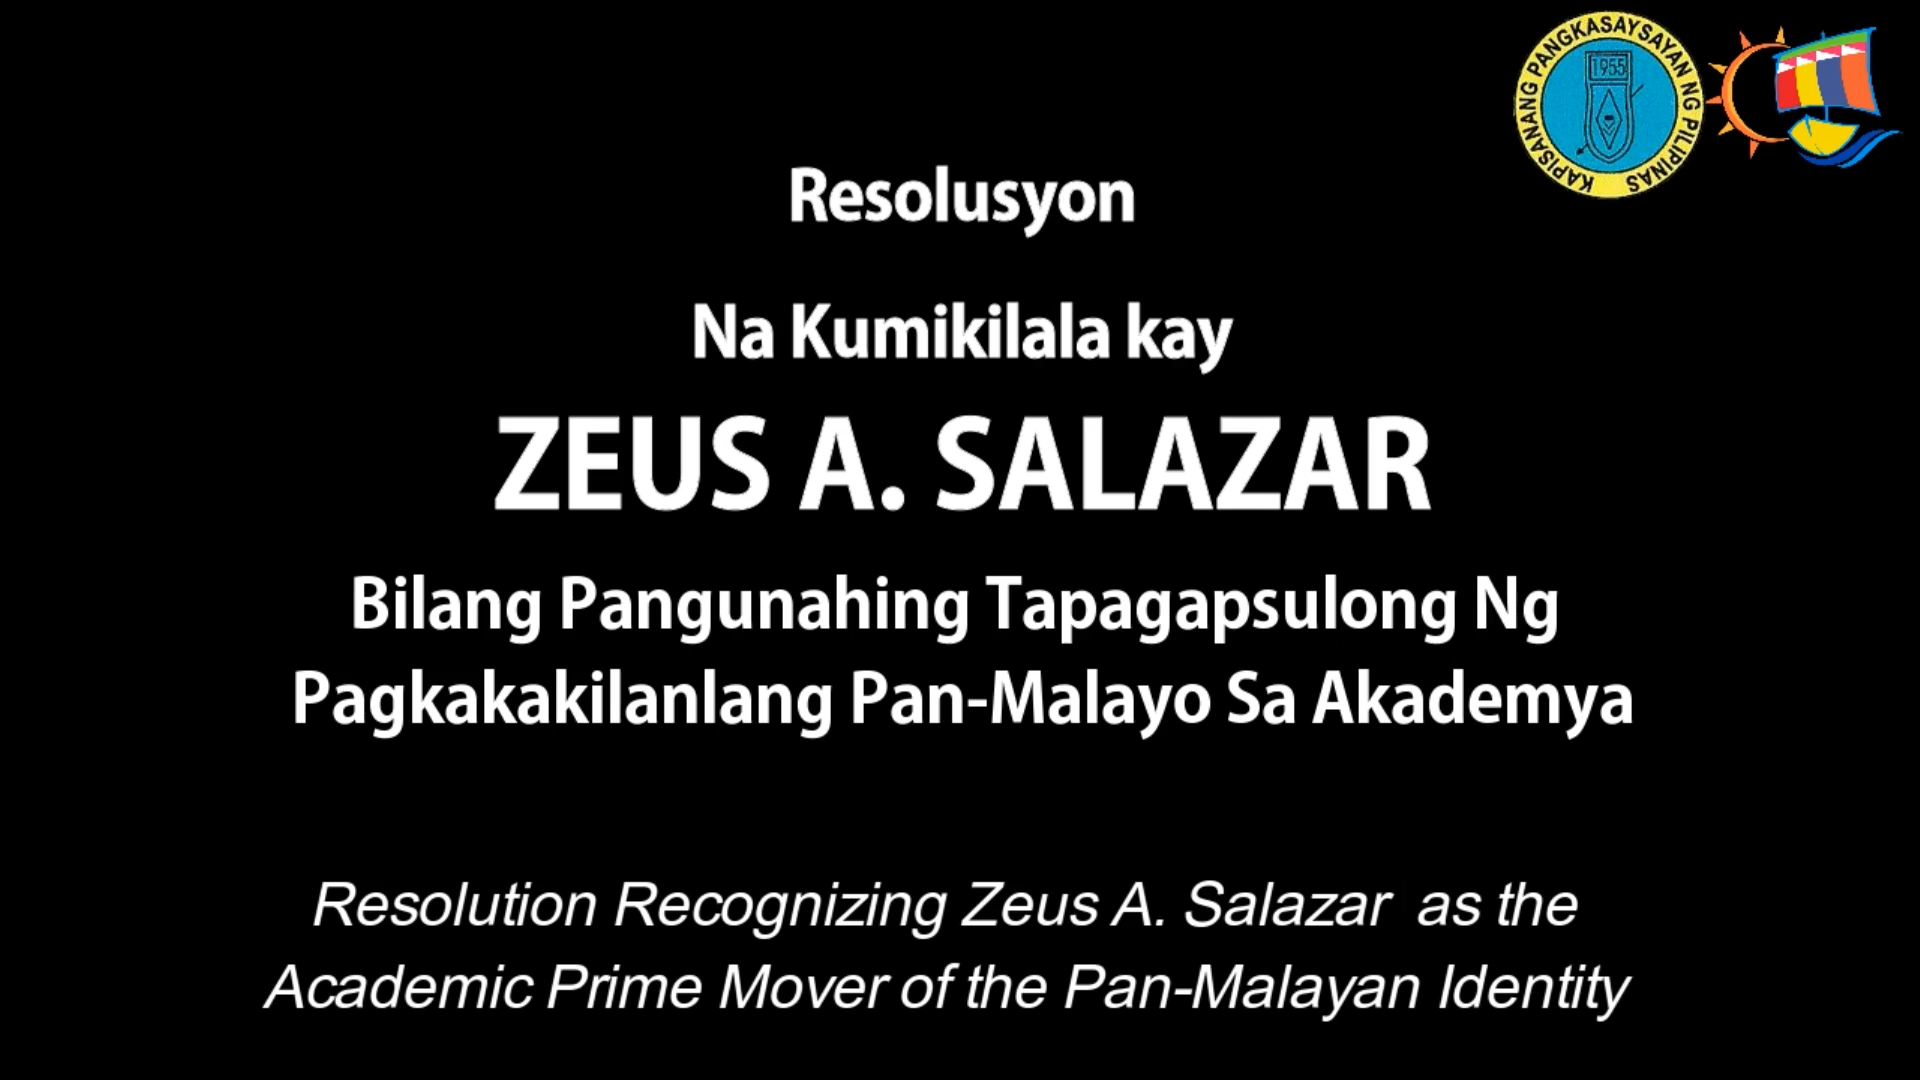 KAPISANANG PANGKASAYSAYAN NG PILIPINAS
1955
Resolusyon
Na Kumikilala kay
ZEUS A. SALAZAR
Bilang Pangunahing Tapagapsulong Ng
Pagkakakilanlang Pan-Malayo Sa Akademya
Resolution Recognizing Zeus A. Salazar as the
Academic Prime Mover of the Pan-Malayan Identity